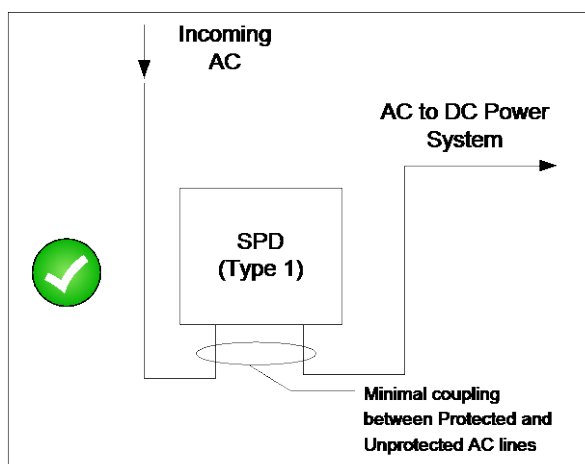 Incoming
AC
AC to DC Power
System
SPD
(Type 1)
Minimal coupling
between Protected and
Unprotected AC lines